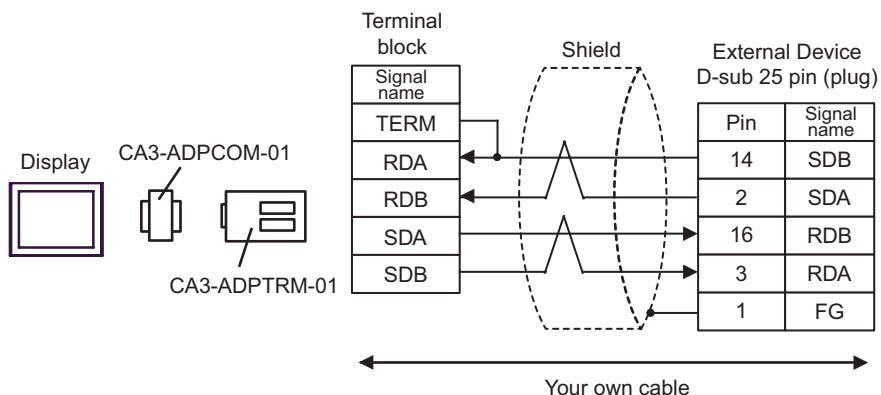 Terminal
block
Shield
External Device
D-sub 25 pin (plug)
Display
CA3-ADPCOM-01
CA3-ADPTRM-01
Signal
name
TERM
RDA
RDB
SDA
SDB
Pin
Signal
name
14 SDB
2 SDA
16 RDB
3 RDA
1 FG
Your own cable